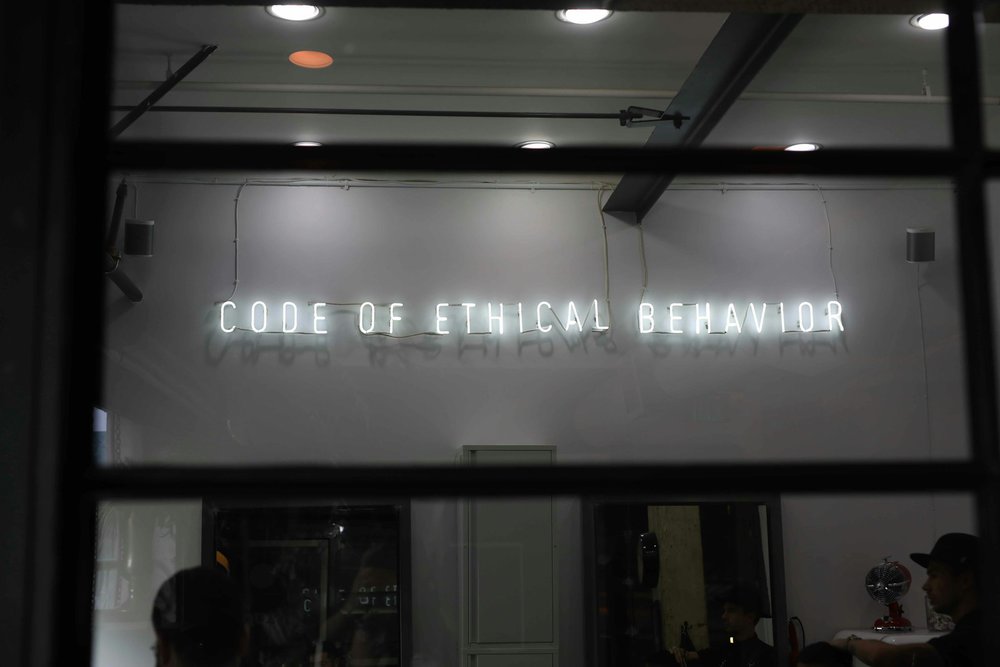 CODE OF ETHICAL BEHAVIOR